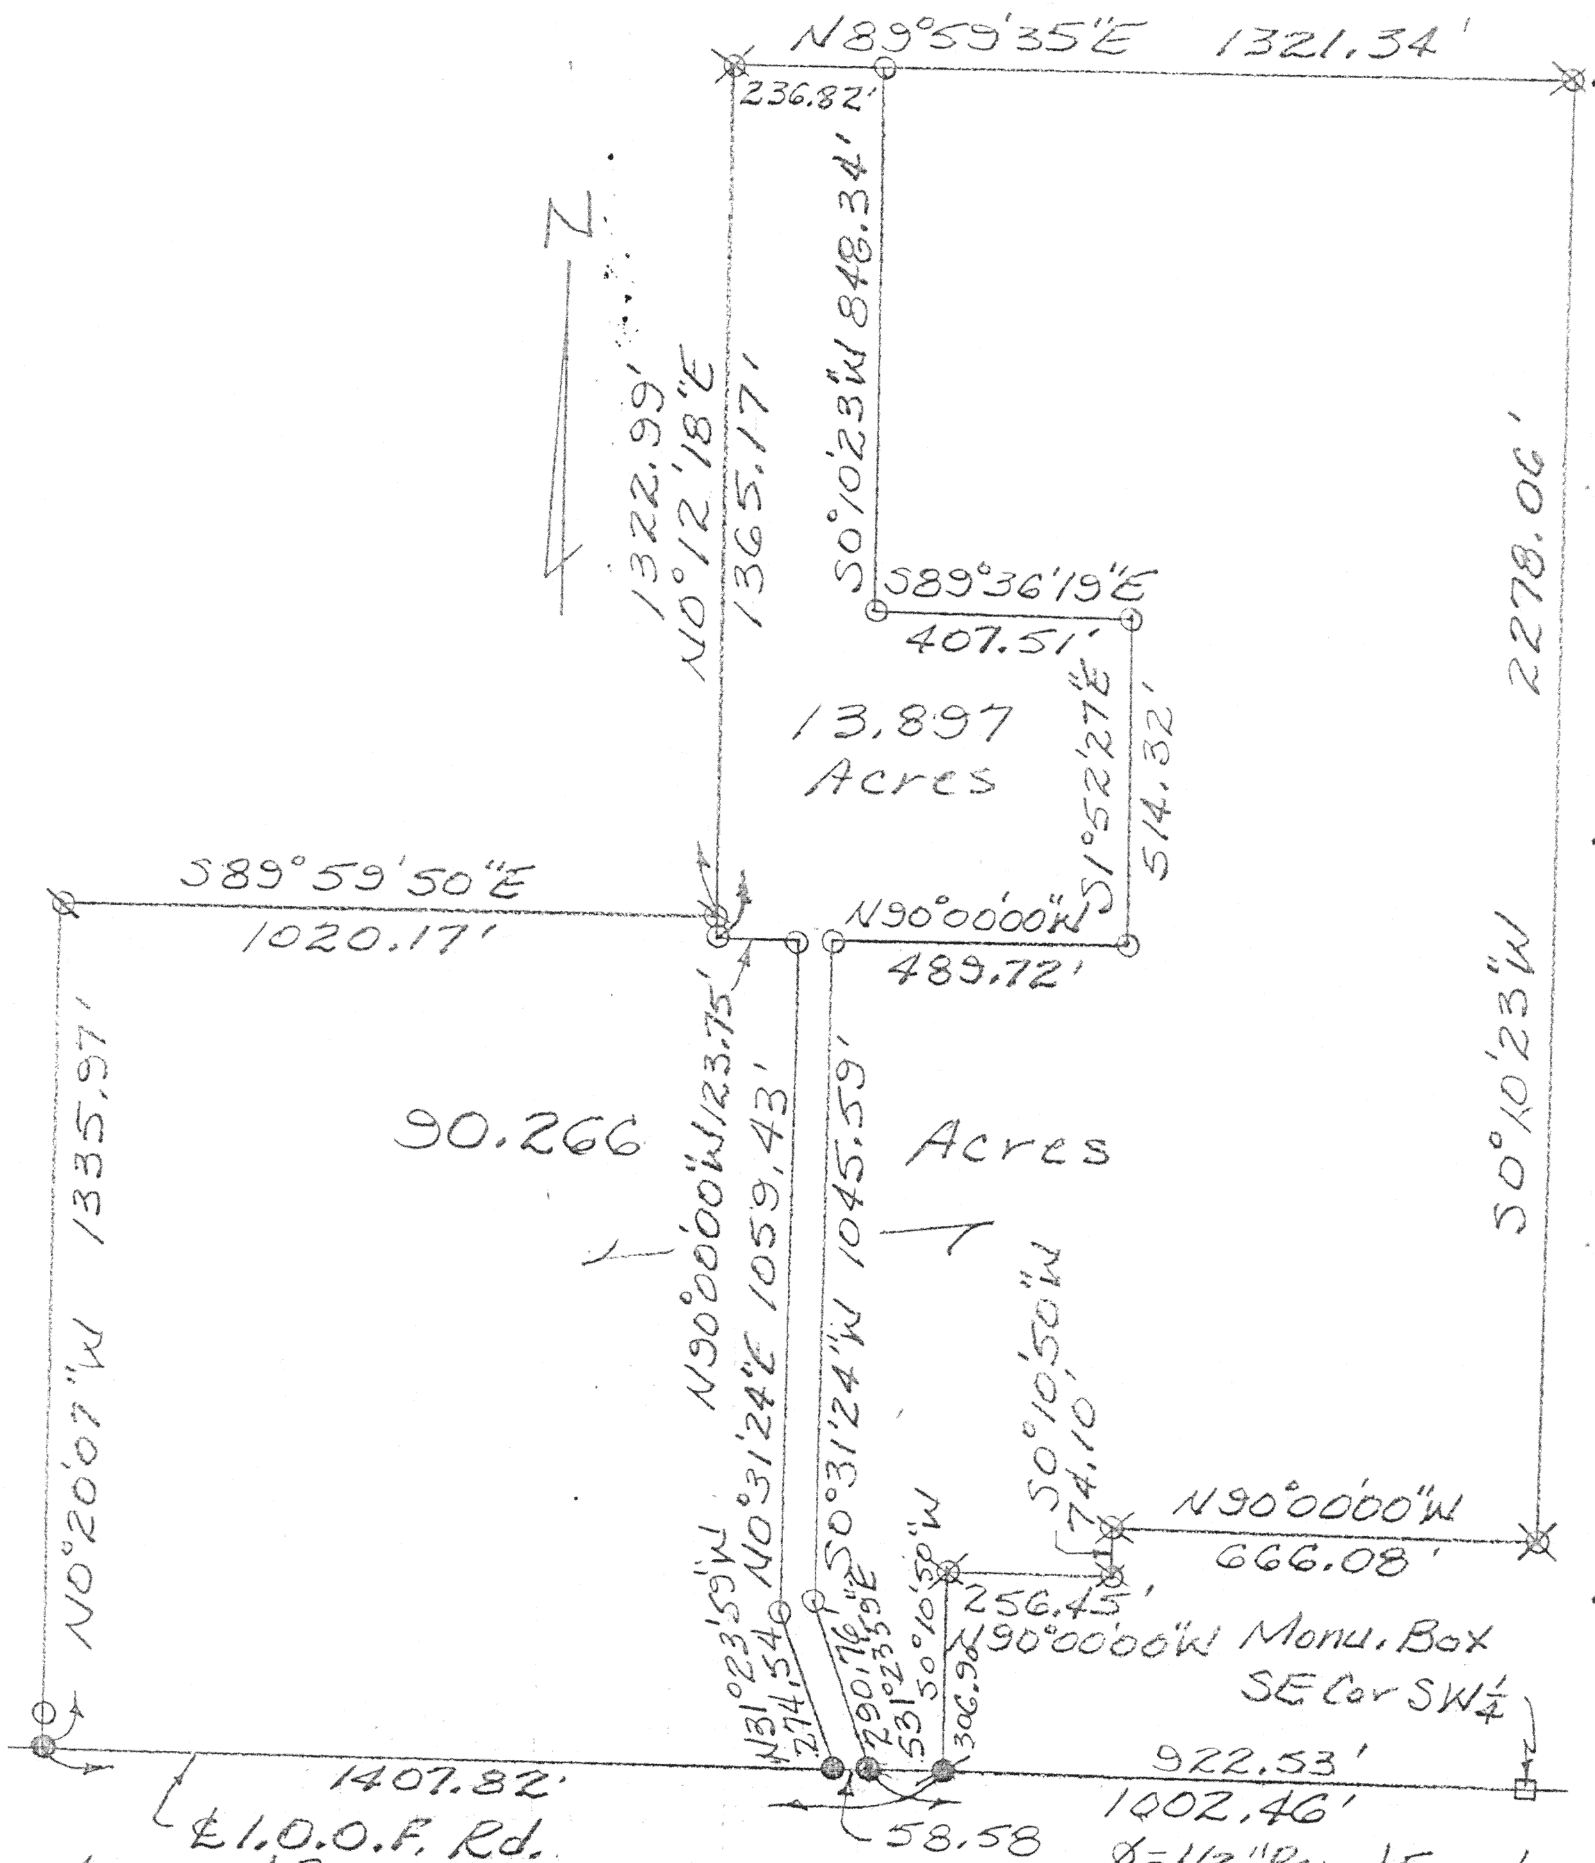 N89°59'35"E 1321.34'
236.82'
S0°10'23"W 848.34'
1322.99'
N0°12'18"E
1365.17'
S89°36'19"E
407.51'
2278.06'
S0°10'23"W
13.897
Acres
S1°52'27"E
514.32'
S89°59'50"E
1020.17'
N90°00'00"W
489.72'
N90°00'00"W 123.75'
N0°20'07"W 1335.97'
90.266 Acres
N0°31'24"E 1059.43'
S0°31'24"W 1045.59'
S0°10'50"W
74.10'
N90°00'00"W
666.08'
N31°23'59"W
274.54
290.76'
S31°23'59"E
S0°10'50"W
306.90
256.45'
N90°00'00"W
Monu. Box
SE Cor SW¼
1407.82'
922.53'
1002.46'
58.58
℄ I.O.O.F. Rd.